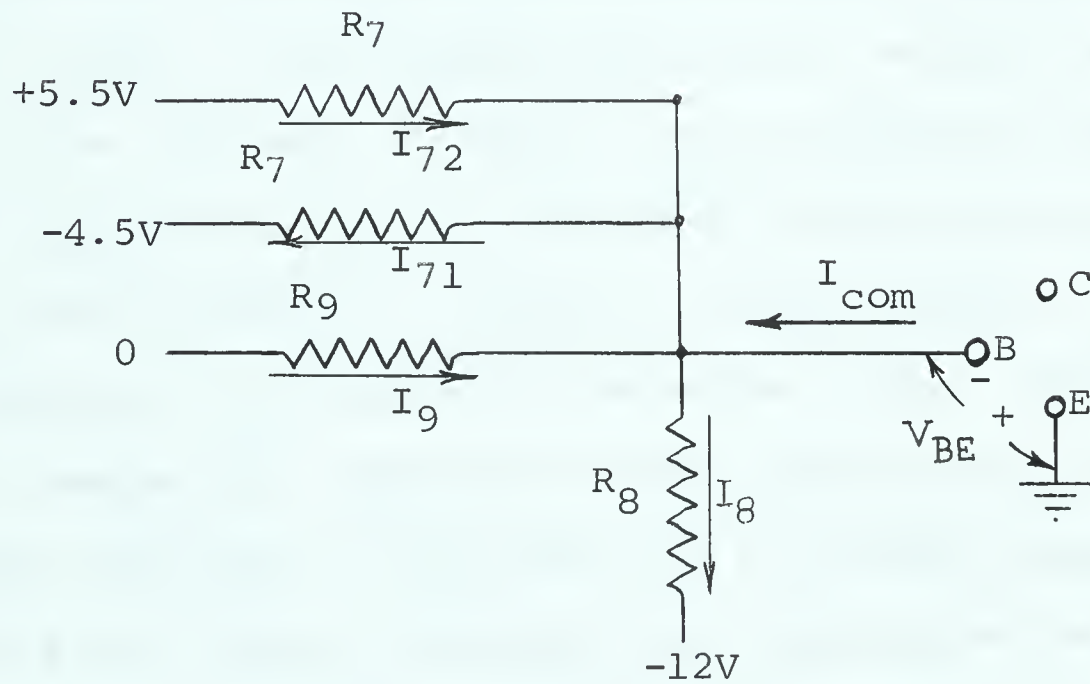 R7
+5.5V
I72
R7
-4.5V
I71
R9
0
I9
Icom
C
B
-
+
E
VBE
R8
I8
-12V